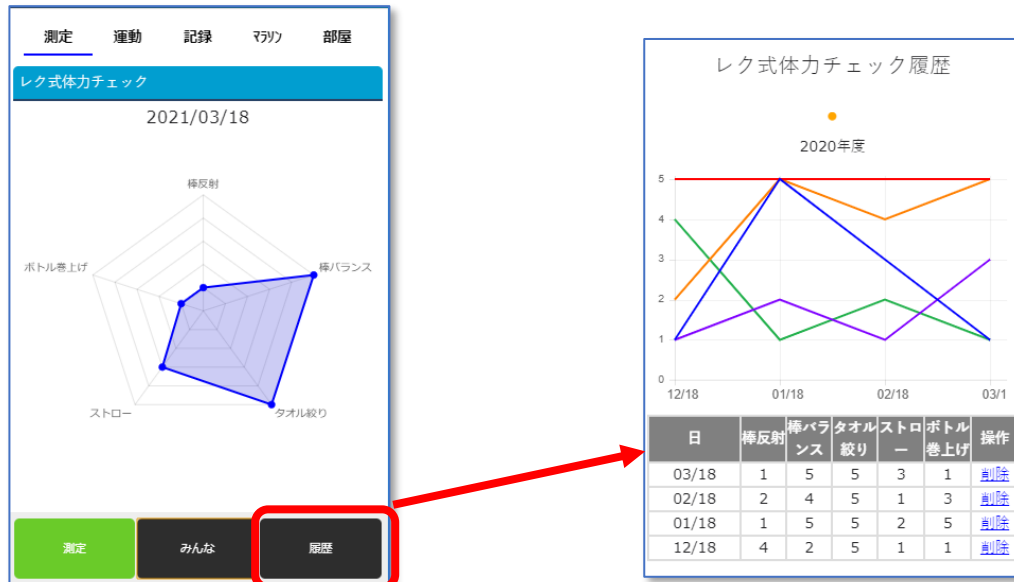 測定 運動 記録 マラソン 部屋
レク式体力チェック
2021/03/18
棒反射
ボトル巻上げ
棒バランス
ストロー
タオル絞り
測定 みんな 履歴
レク式体力チェック履歴
2020年度
5
4
3
2
1
0
12/18 01/18 02/18 03/1
日 棒反射 棒バランス タオル絞り ストロー ボトル巻上げ 操作
03/18 1 5 5 3 1 削除
02/18 2 4 5 1 3 削除
01/18 1 5 5 2 5 削除
12/18 4 2 5 1 1 削除